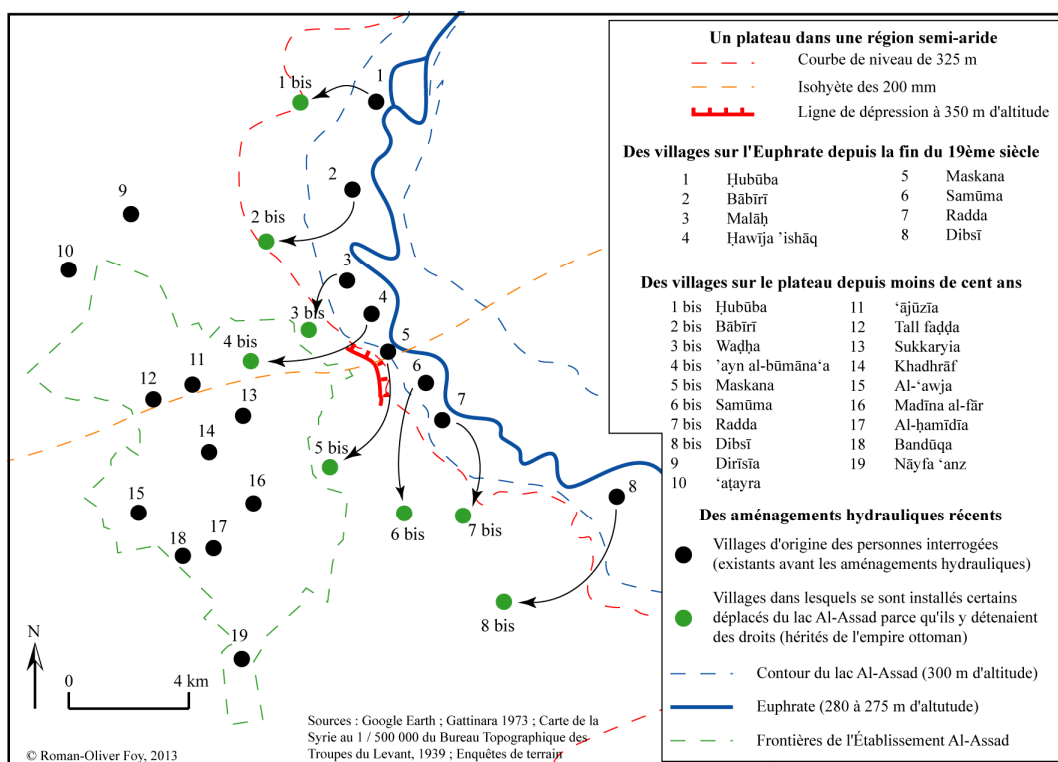 1 bis
1
2
2 bis
9
10
3
3 bis
4
4 bis
5
11
6
12
13
7
14
5 bis
8
15
16
6 bis
7 bis
18
17
8 bis
19
N
0
4 km
Sources : Google Earth ; Gattinara 1973 ; Carte de la
Syrie au 1 / 500 000 du Bureau Topographique des
Troupes du Levant, 1939 ; Enquêtes de terrain
© Roman-Oliver Foy, 2013
Un plateau dans une région semi-aride
Courbe de niveau de 325 m
Isohyète des 200 mm
Ligne de dépression à 350 m d'altitude
Des villages sur l'Euphrate depuis la fin du 19ème siècle
1 Ḥubūba
2 Bābīrī
3 Malāḥ
4 Ḥawīja ’ishāq
5 Maskana
6 Samūma
7 Radda
8 Dibsī
Des villages sur le plateau depuis moins de cent ans
1 bis Ḥubūba
2 bis Bābīrī
3 bis Waḍha
4 bis ’ayn al-būmāna‘a
5 bis Maskana
6 bis Samūma
7 bis Radda
8 bis Dibsī
9 Dirīsīa
10 ‘aṭayra
11 ‘ājūzīa
12 Tall faḍḍa
13 Sukkaryia
14 Khadhrāf
15 Al-‘awja
16 Madīna al-fār
17 Al-ḥamīdīa
18 Bandūqa
19 Nāyfa ‘anz
Des aménagements hydrauliques récents
Villages d'origine des personnes interrogées
(existants avant les aménagements hydrauliques)
Villages dans lesquels se sont installés certains
déplacés du lac Al-Assad parce qu'ils y détenaient
des droits (hérités de l'empire ottoman)
Contour du lac Al-Assad (300 m d'altitude)
Euphrate (280 à 275 m d'altutude)
Frontières de l'Établissement Al-Assad